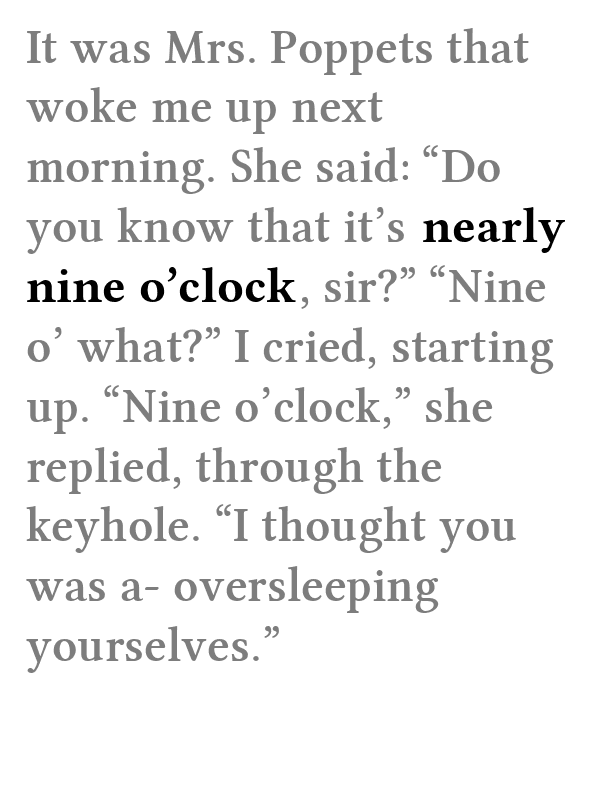 It was Mrs. Poppets that
woke me up next
morning. She said: “Do
you know that it’s nearly
nine o’clock, sir?” “Nine
o’ what?” I cried, starting
up. “Nine o’clock,” she
replied, through the
keyhole. “I thought you
was a- oversleeping
yourselves.”